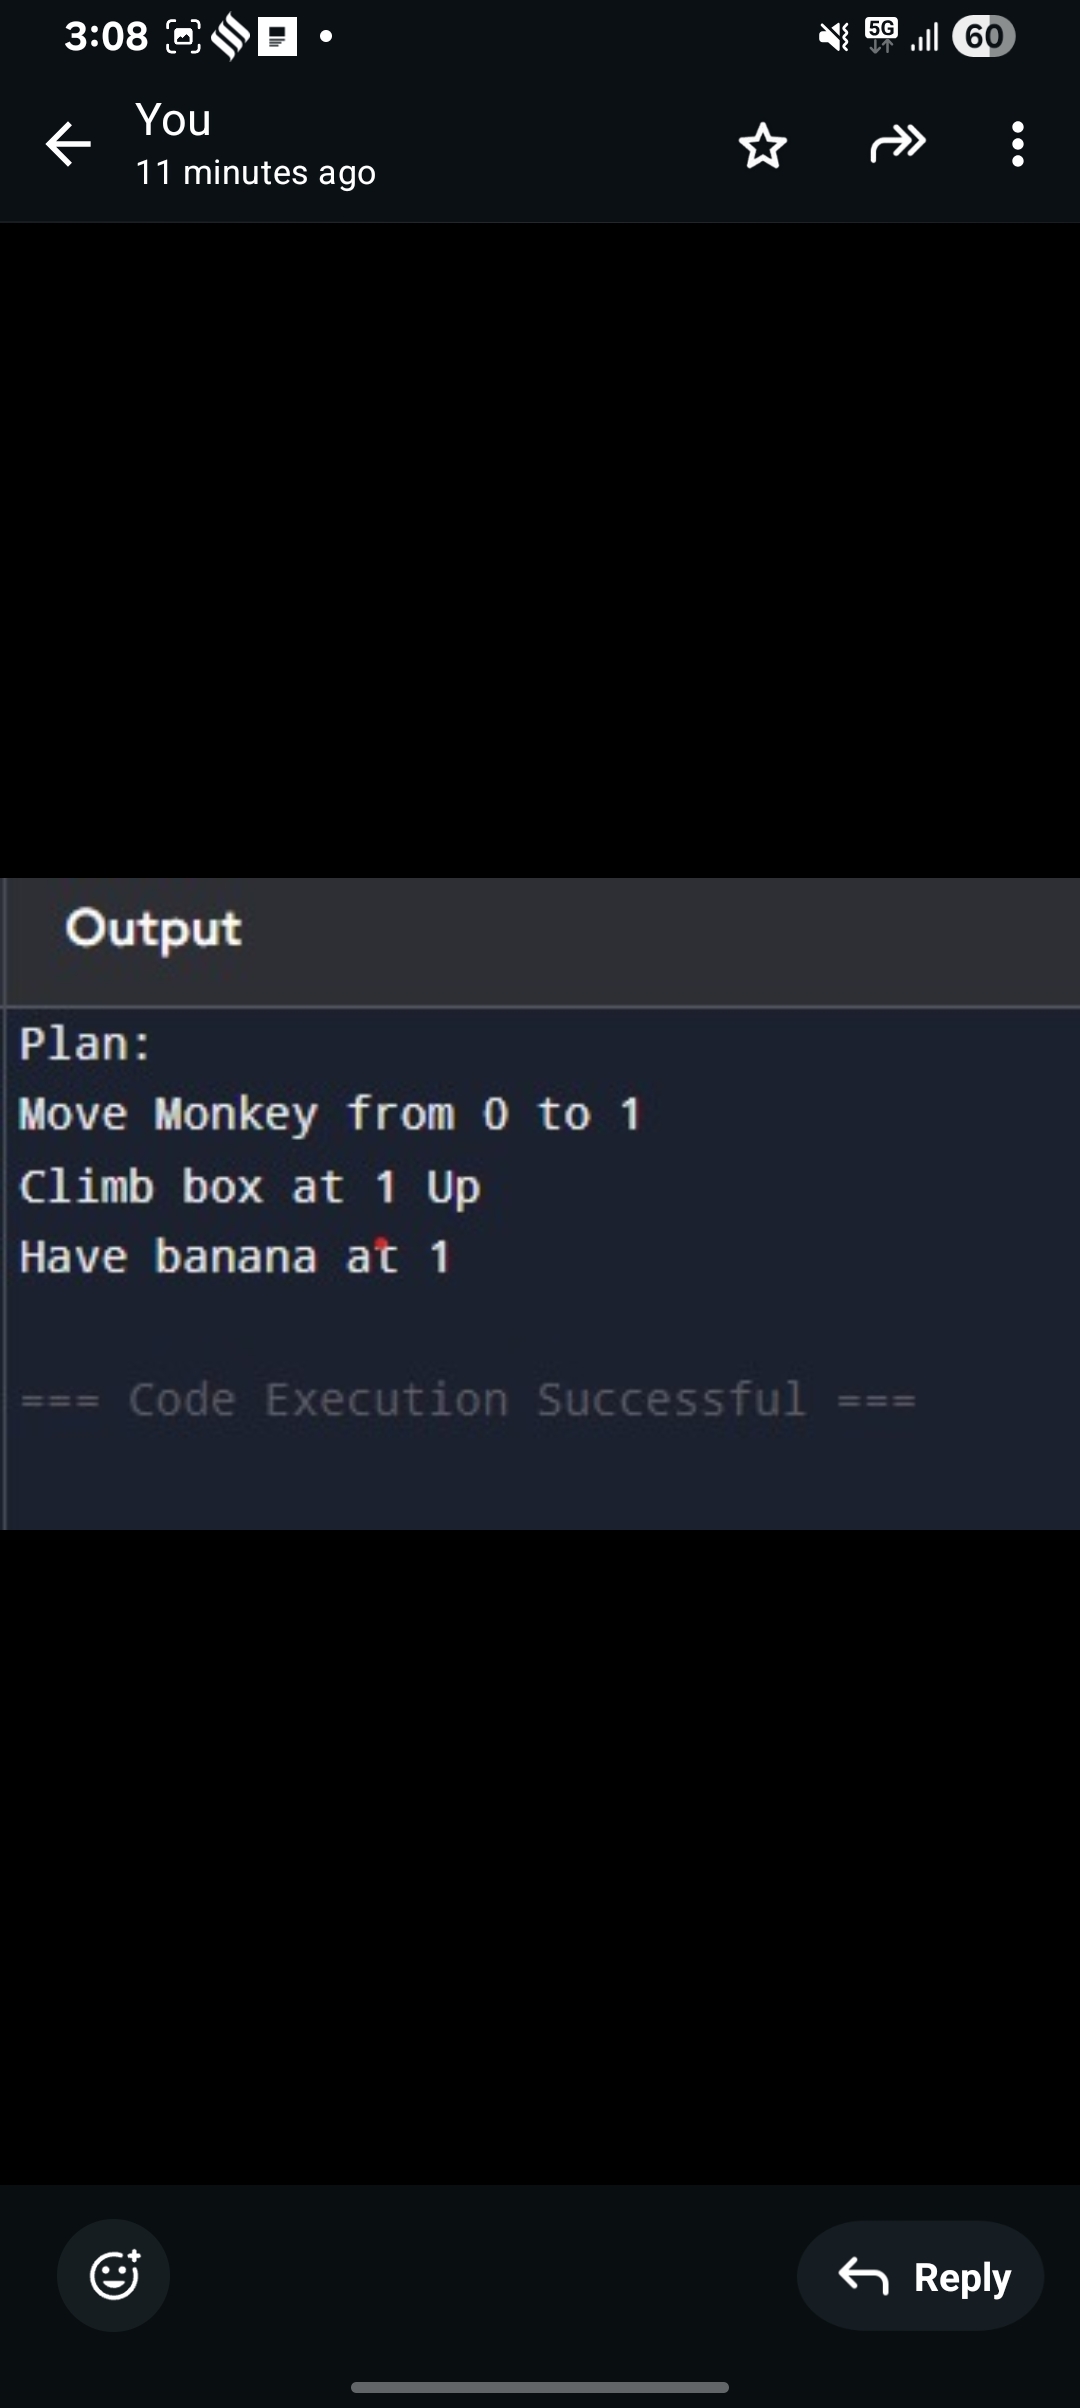 3:08
5G
60
You
11 minutes ago
Output
Plan:
Move Monkey from 0 to 1
Climb box at 1 Up
Have banana at 1
=== Code Execution Successful ===
Reply